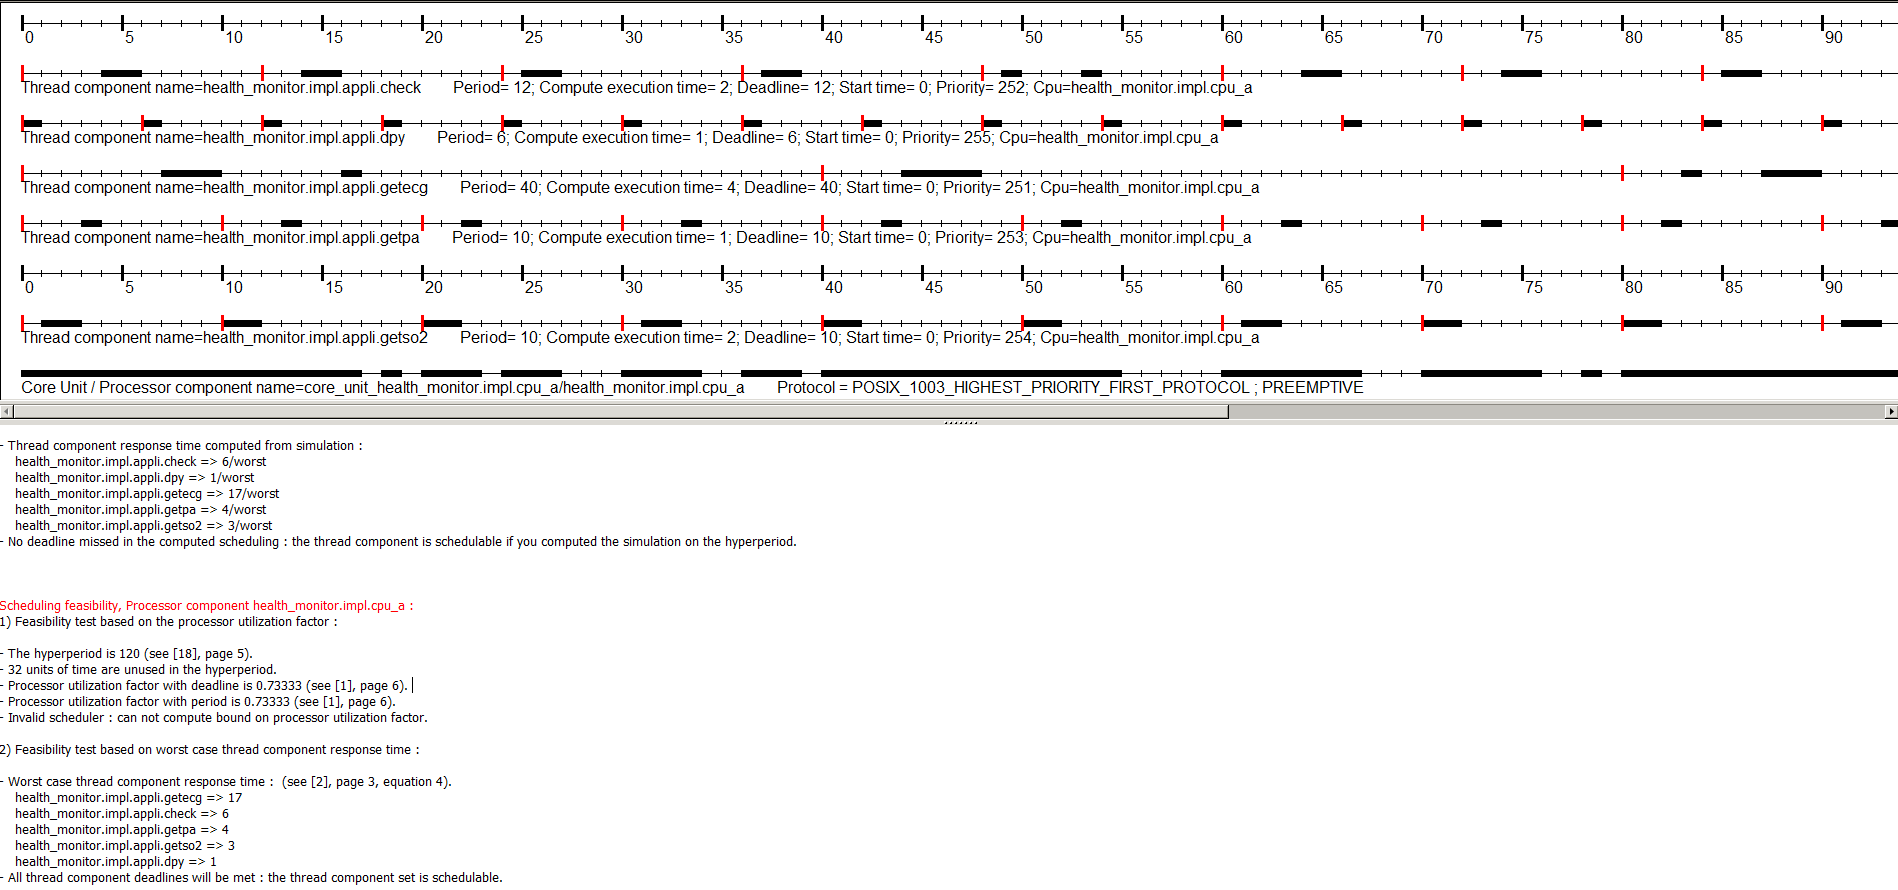 0 5 10 15 20 25 30 35 40 45 50 55 60 65 70 75 80 85 90
Thread component name=health_monitor.impl.appli.check Period= 12; Compute execution time= 2; Deadline= 12; Start time= 0; Priority= 252; Cpu=health_monitor.impl.cpu_a
Thread component name=health_monitor.impl.appli.dpy Period= 6; Compute execution time= 1; Deadline= 6; Start time= 0; Priority= 255; Cpu=health_monitor.impl.cpu_a
Thread component name=health_monitor.impl.appli.getecg Period= 40; Compute execution time= 4; Deadline= 40; Start time= 0; Priority= 251; Cpu=health_monitor.impl.cpu_a
Thread component name=health_monitor.impl.appli.getpa Period= 10; Compute execution time= 1; Deadline= 10; Start time= 0; Priority= 253; Cpu=health_monitor.impl.cpu_a
0 5 10 15 20 25 30 35 40 45 50 55 60 65 70 75 80 85 90
Thread component name=health_monitor.impl.appli.getso2 Period= 10; Compute execution time= 2; Deadline= 10; Start time= 0; Priority= 254; Cpu=health_monitor.impl.cpu_a
Core Unit / Processor component name=core_unit_health_monitor.impl.cpu_a/health_monitor.impl.cpu_a Protocol = POSIX_1003_HIGHEST_PRIORITY_FIRST_PROTOCOL ; PREEMPTIVE
- Thread component response time computed from simulation :
health_monitor.impl.appli.check => 6/worst
health_monitor.impl.appli.dpy => 1/worst
health_monitor.impl.appli.getecg => 17/worst
health_monitor.impl.appli.getpa => 4/worst
health_monitor.impl.appli.getso2 => 3/worst
- No deadline missed in the computed scheduling : the thread component is schedulable if you computed the simulation on the hyperperiod.
Scheduling feasibility, Processor component health_monitor.impl.cpu_a :
1) Feasibility test based on the processor utilization factor :
- The hyperperiod is 120 (see [18], page 5).
- 32 units of time are unused in the hyperperiod.
- Processor utilization factor with deadline is 0.73333 (see [1], page 6).
- Processor utilization factor with period is 0.73333 (see [1], page 6).
- Invalid scheduler : can not compute bound on processor utilization factor.
2) Feasibility test based on worst case thread component response time :
- Worst case thread component response time : (see [2], page 3, equation 4).
health_monitor.impl.appli.getecg => 17
health_monitor.impl.appli.check => 6
health_monitor.impl.appli.getpa => 4
health_monitor.impl.appli.getso2 => 3
health_monitor.impl.appli.dpy => 1
- All thread component deadlines will be met : the thread component set is schedulable.